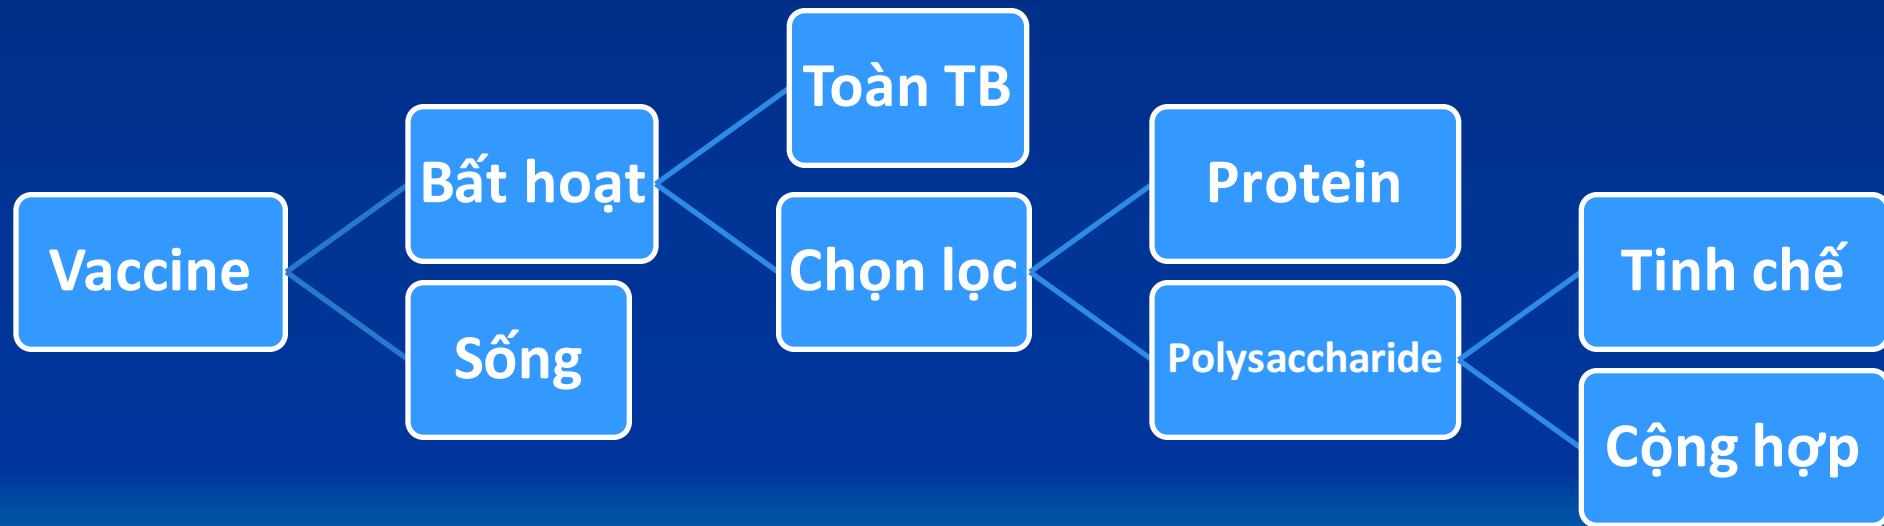 Vaccine
Bất hoạt
Sống
Toàn TB
Chọn lọc
Protein
Polysaccharide
Tinh chế
Cộng hợp